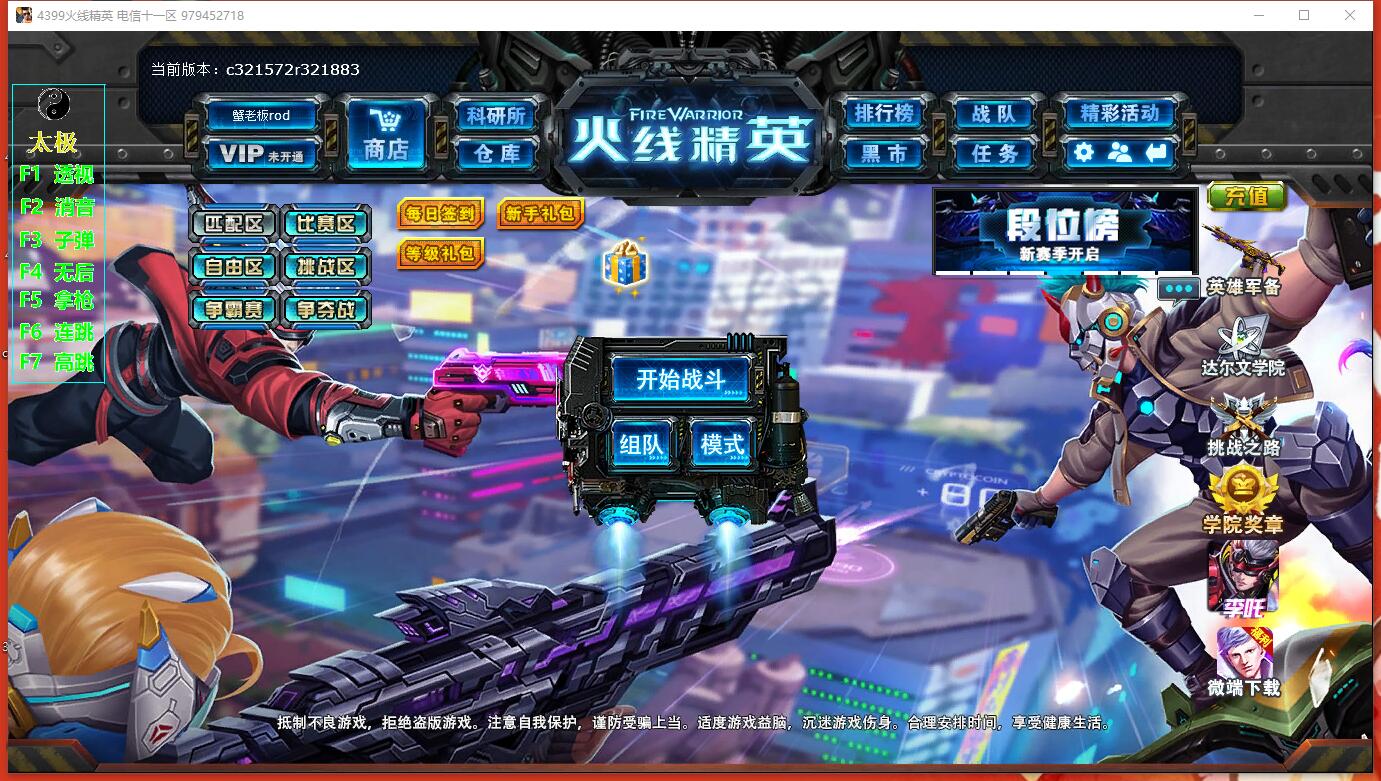 4399火线精英 电信十一区 979452718
当前版本：c321572r321883
太极
F1 透视
F2 消音
F3 子弹
F4 无后
F5 拿枪
F6 连跳
F7 高跳
蟹老板rod
VIP 未开通
商店
科研所
仓库
FIREWARRIOR
火线精英
排行榜
黑市
战队
任务
精彩活动
匹配区
比赛区
自由区
挑战区
争霸赛
争夺战
每日签到
新手礼包
等级礼包
段位榜
新赛季开启
充值
英雄军备
达尔文学院
挑战之路
学院奖章
李吒
福利
微端下载
开始战斗
组队
模式
CRYPTOCOIN
抵制不良游戏，拒绝盗版游戏。注意自我保护，谨防受骗上当。适度游戏益脑，沉迷游戏伤身。合理安排时间，享受健康生活。